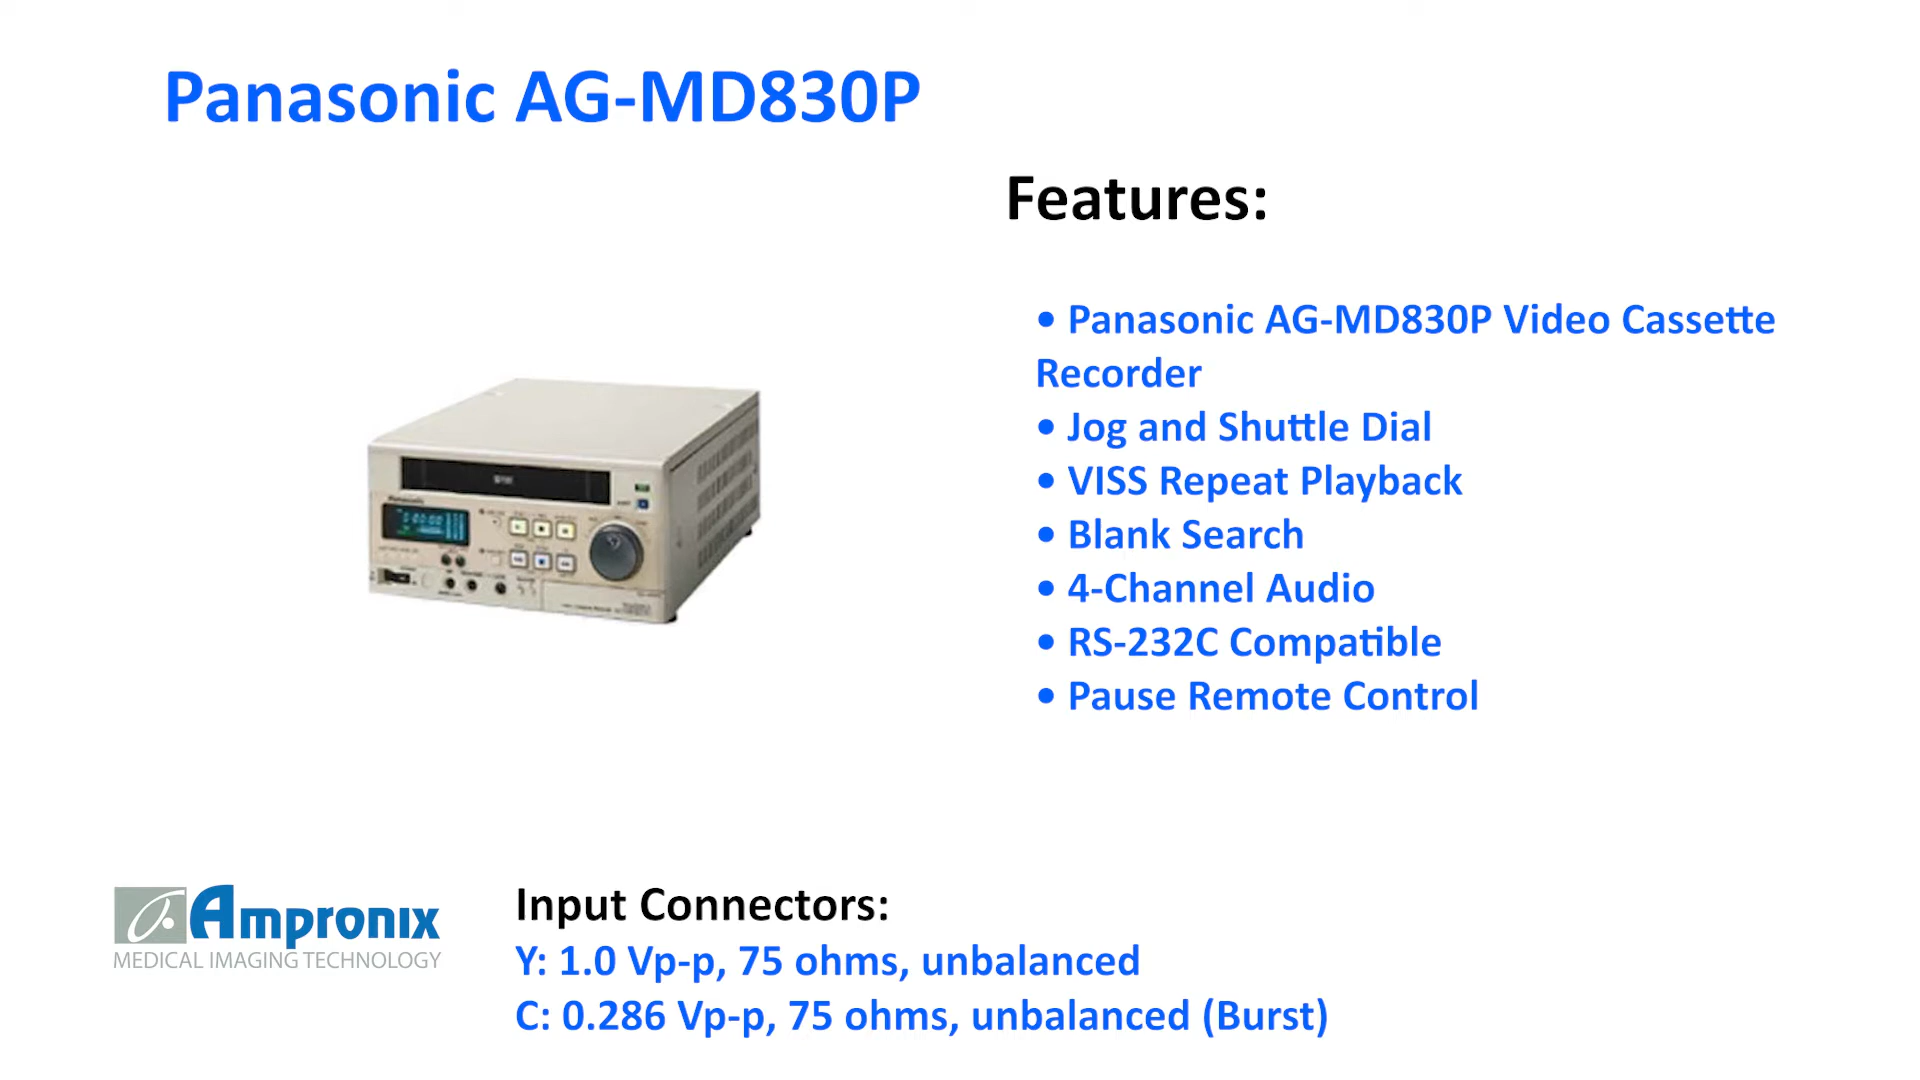 Panasonic AG-MD830P
Features:
• Panasonic AG-MD830P Video Cassette
Recorder
• Jog and Shuttle Dial
• VISS Repeat Playback
• Blank Search
• 4-Channel Audio
• RS-232C Compatible
• Pause Remote Control
Panasonic
Ampronix
MEDICAL IMAGING TECHNOLOGY
Input Connectors:
Y: 1.0 Vp-p, 75 ohms, unbalanced
C: 0.286 Vp-p, 75 ohms, unbalanced (Burst)